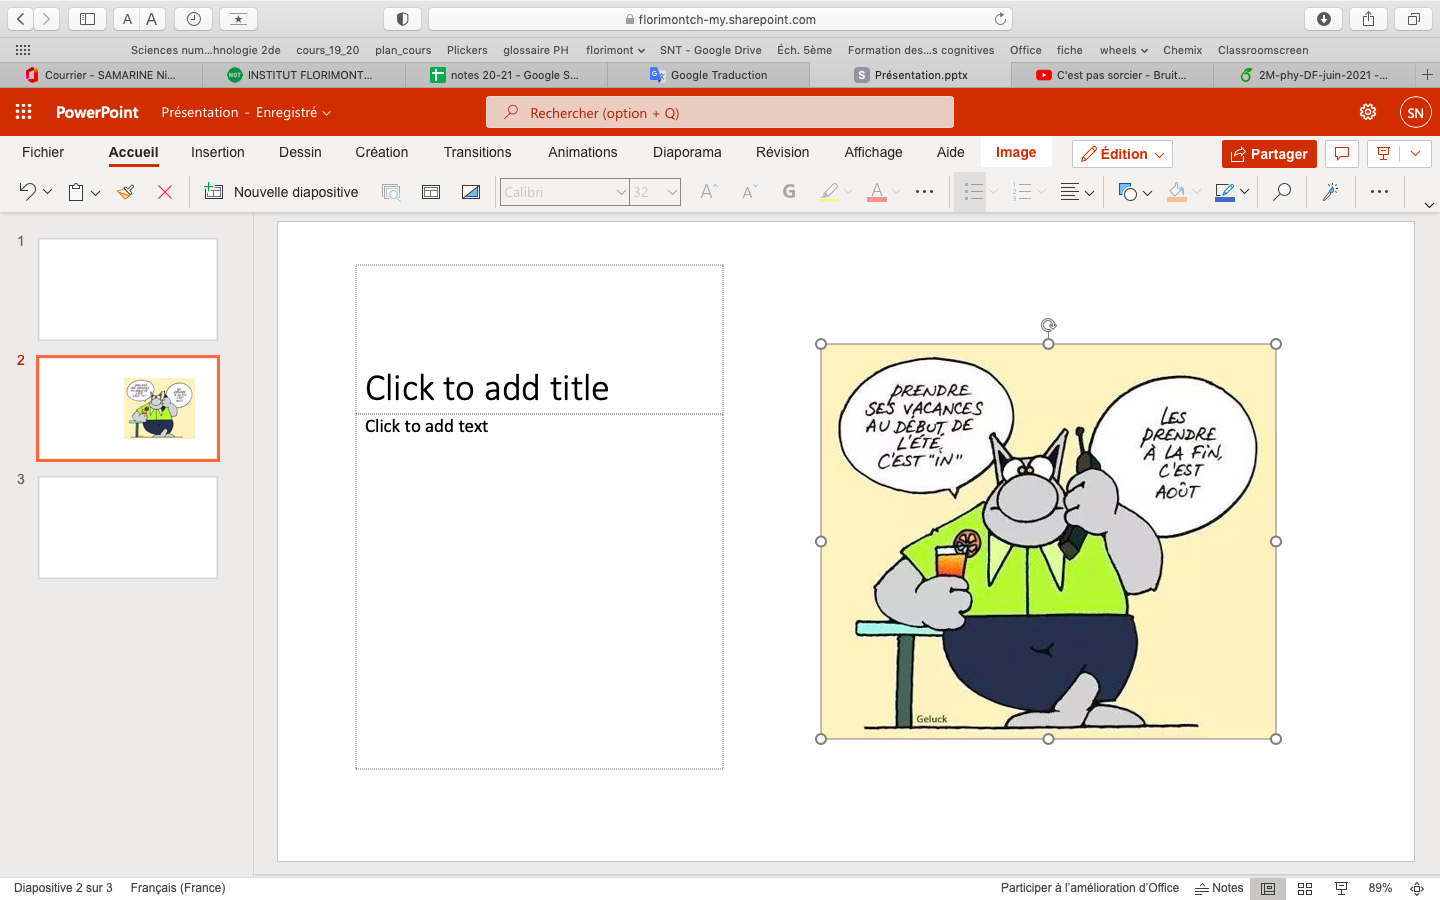 florimontch-my.sharepoint.com
A A
Sciences num...hnologie 2de cours_19_20 plan_cours Plickers glossaire PH florimont SNT - Google Drive Éch. 5ème Formation des...s cognitives Office fiche wheels Chemix Classroomscreen
Courrier - SAMARINE Ni... INSTITUT FLORIMONT... notes 20-21 - Google S... Google Traduction S Présentation.pptx C'est pas sorcier - Bruit... 2M-phy-DF-juin-2021 -...
PowerPoint Présentation - Enregistré Rechercher (option + Q) SN
Fichier Accueil Insertion Dessin Création Transitions Animations Diaporama Révision Affichage Aide Image Édition Partager
Nouvelle diapositive Calibri 32 A A G A
1
2
3
Click to add title
Click to add text
PRENDRE
SES VACANCES
AU DÉBUT DE
L'ÉTÉ,
C'EST "IN"
LES
PRENDRE
À LA FIN,
C'EST
AOÛT
Geluck
Diapositive 2 sur 3 Français (France) Participer à l'amélioration d'Office Notes 89%